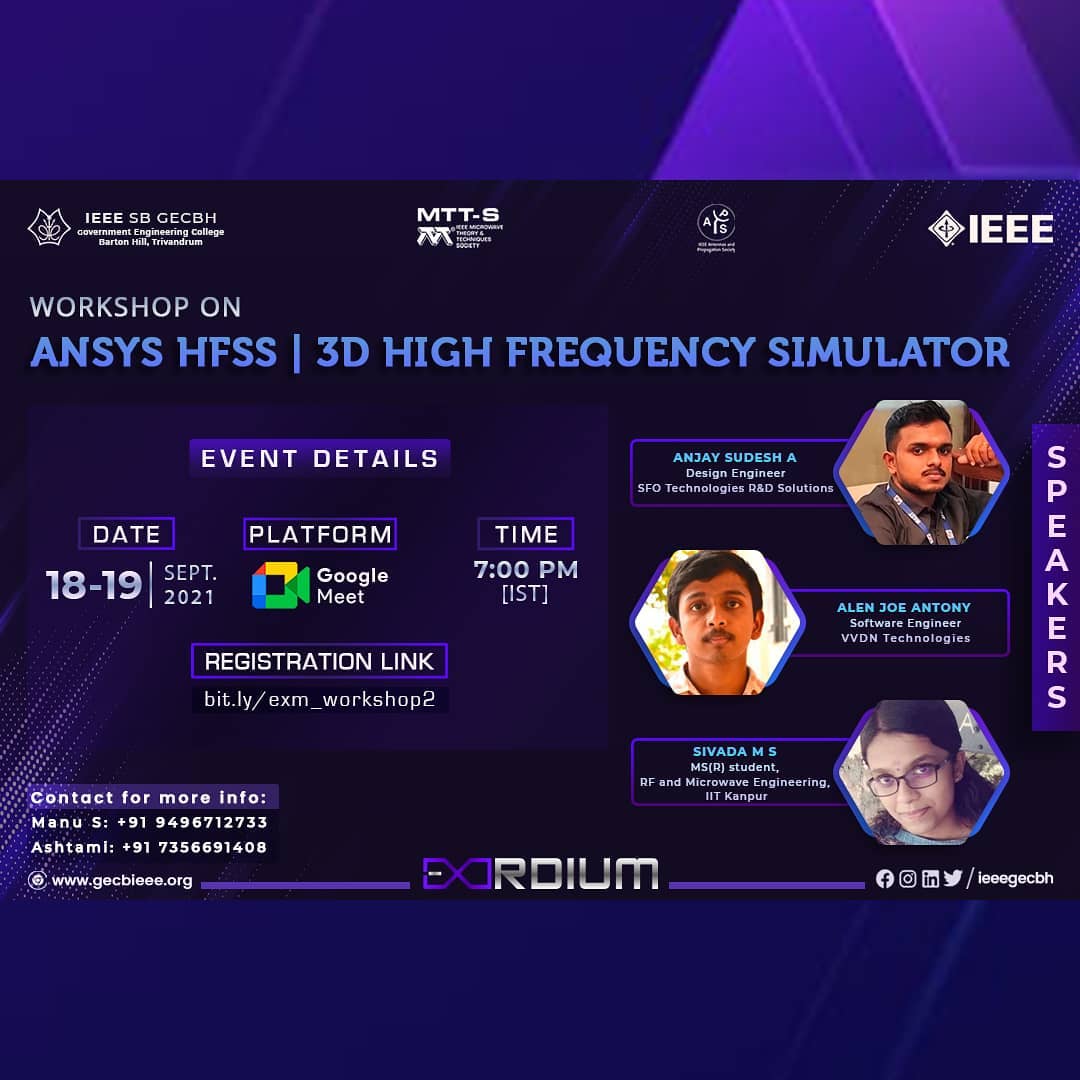 IEEE SB GECBH
Government Engineering College
Barton Hill, Trivandrum
MTT-S
IEEE MICROWAVE
THEORY &
TECHNIQUES
SOCIETY
APS
IEEE Antennas and
Propagation Society
IEEE
WORKSHOP ON
ANSYS HFSS | 3D HIGH FREQUENCY SIMULATOR
EVENT DETAILS
DATE
18-19
SEPT.
2021
PLATFORM
Google
Meet
TIME
7:00 PM
[IST]
REGISTRATION LINK
bit.ly/exm_workshop2
SPEAKERS
ANJAY SUDESH A
Design Engineer
SFO Technologies R&D Solutions
ALEN JOE ANTONY
Software Engineer
VVDN Technologies
SIVADA M S
MS(R) student,
RF and Microwave Engineering,
IIT Kanpur
Contact for more info:
Manu S: +91 9496712733
Ashtami: +91 7356691408
www.gecbieee.org
EXORDIUM
/ieeegecbh